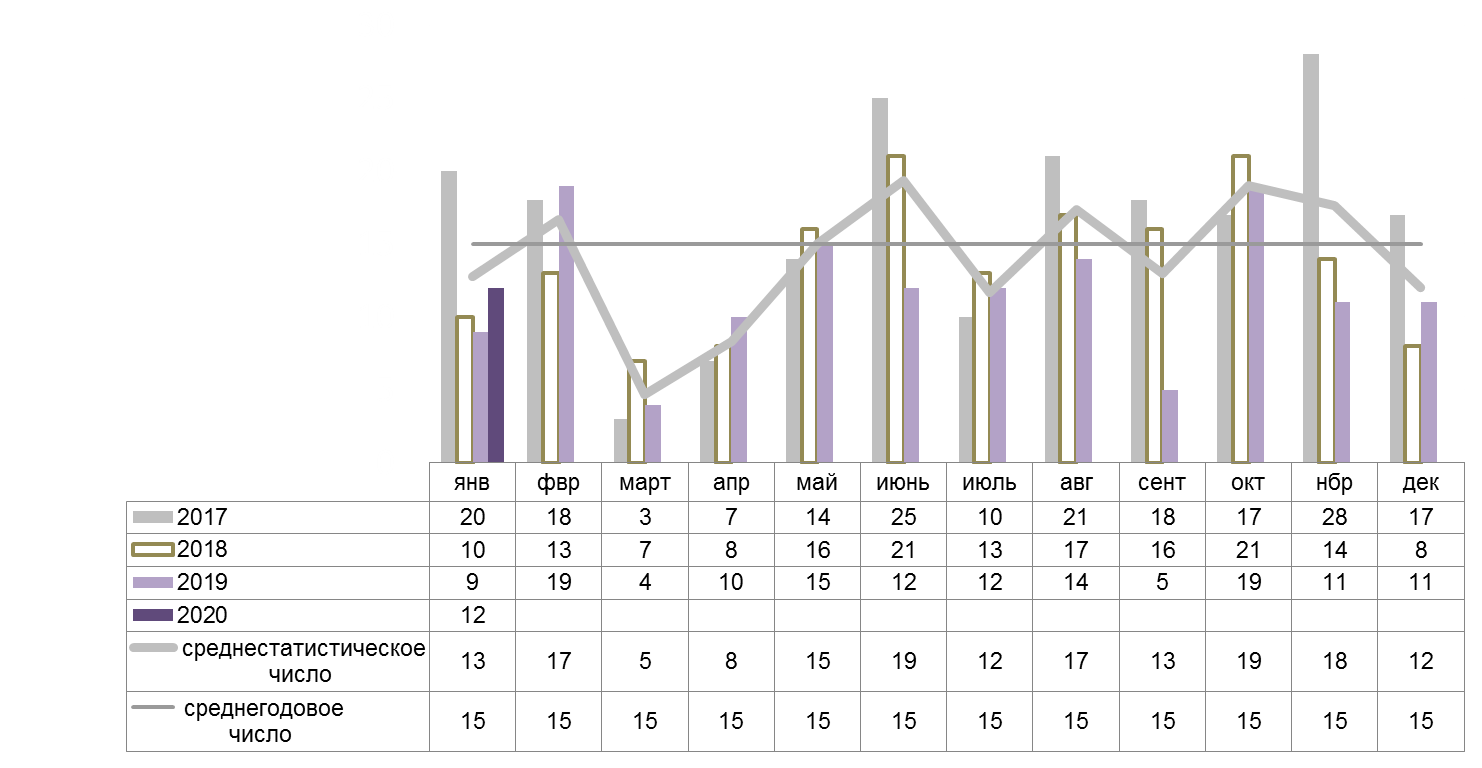 янв фвр март апр май июнь июль авг сент окт нбр дек
2017 20 18 3 7 14 25 10 21 18 17 28 17
2018 10 13 7 8 16 21 13 17 16 21 14 8
2019 9 19 4 10 15 12 12 14 5 19 11 11
2020 12
среднестатистическое
число 13 17 5 8 15 19 12 17 13 19 18 12
среднегодовое
число 15 15 15 15 15 15 15 15 15 15 15 15